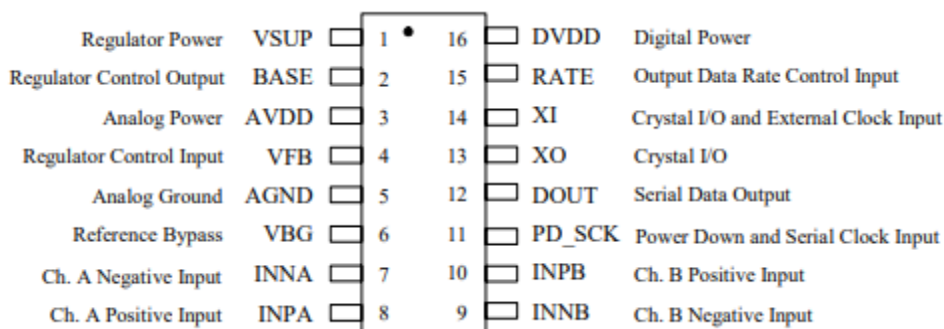 Regulator Power VSUP 1 16 DVDD Digital Power
Regulator Control Output BASE 2 15 RATE Output Data Rate Control Input
Analog Power AVDD 3 14 XI Crystal I/O and External Clock Input
Regulator Control Input VFB 4 13 XO Crystal I/O
Analog Ground AGND 5 12 DOUT Serial Data Output
Reference Bypass VBG 6 11 PD_SCK Power Down and Serial Clock Input
Ch. A Negative Input INNA 7 10 INPB Ch. B Positive Input
Ch. A Positive Input INPA 8 9 INNB Ch. B Negative Input